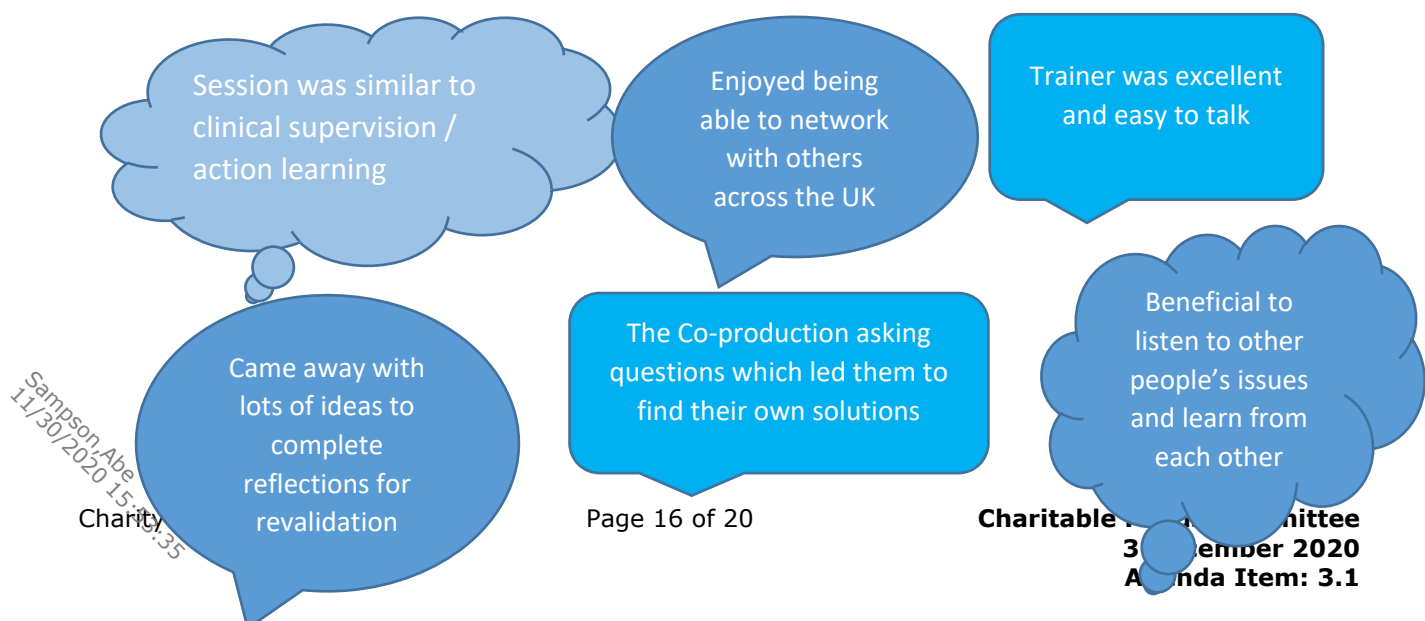 Session was similar to
clinical supervision /
action learning
Enjoyed being
able to network
with others
across the UK
Trainer was excellent
and easy to talk
Came away with
lots of ideas to
complete
reflections for
revalidation
The Co-production asking
questions which led them to
find their own solutions
Beneficial to
listen to other
people’s issues
and learn from
each other
Sampson,Abe
11/30/2020 15:53:35
Charity
Page 16 of 20
Charitable
3 December 2020
Agenda Item: 3.1